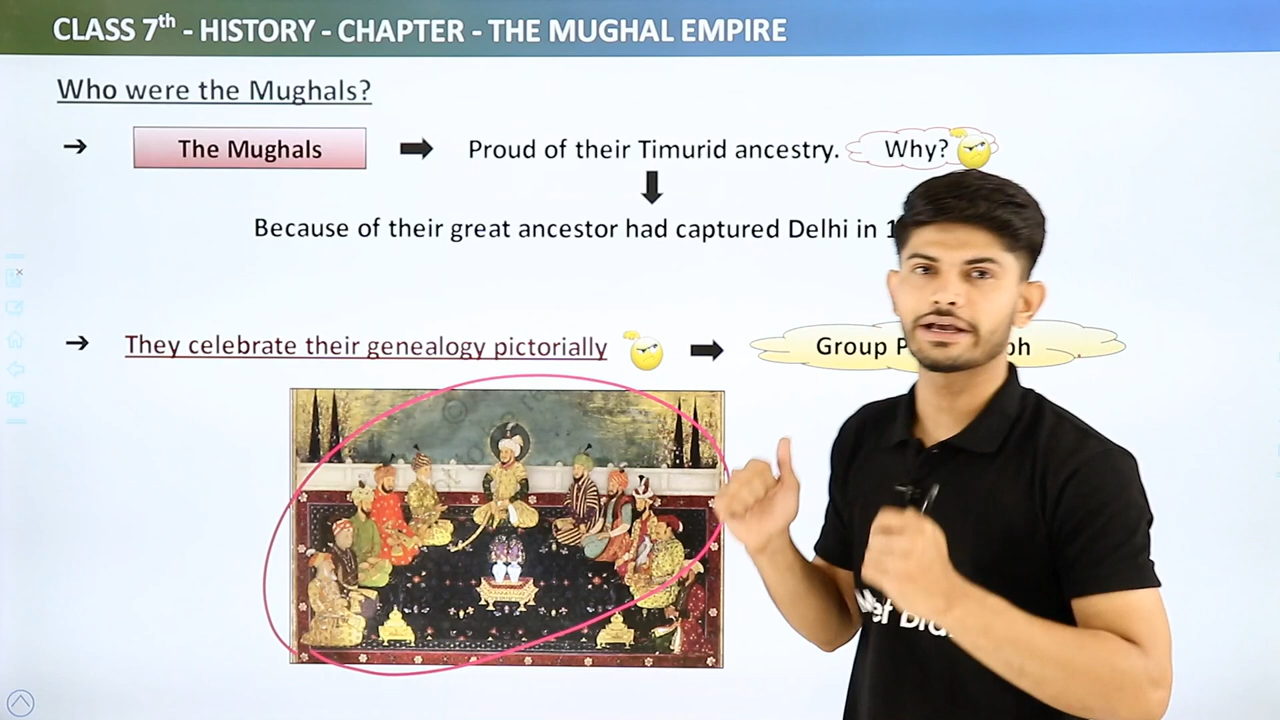 CLASS 7th - HISTORY - CHAPTER - THE MUGHAL EMPIRE
Who were the Mughals?
→ The Mughals → Proud of their Timurid ancestry. Why?
Because of their great ancestor had captured Delhi in
→ They celebrate their genealogy pictorially → Group